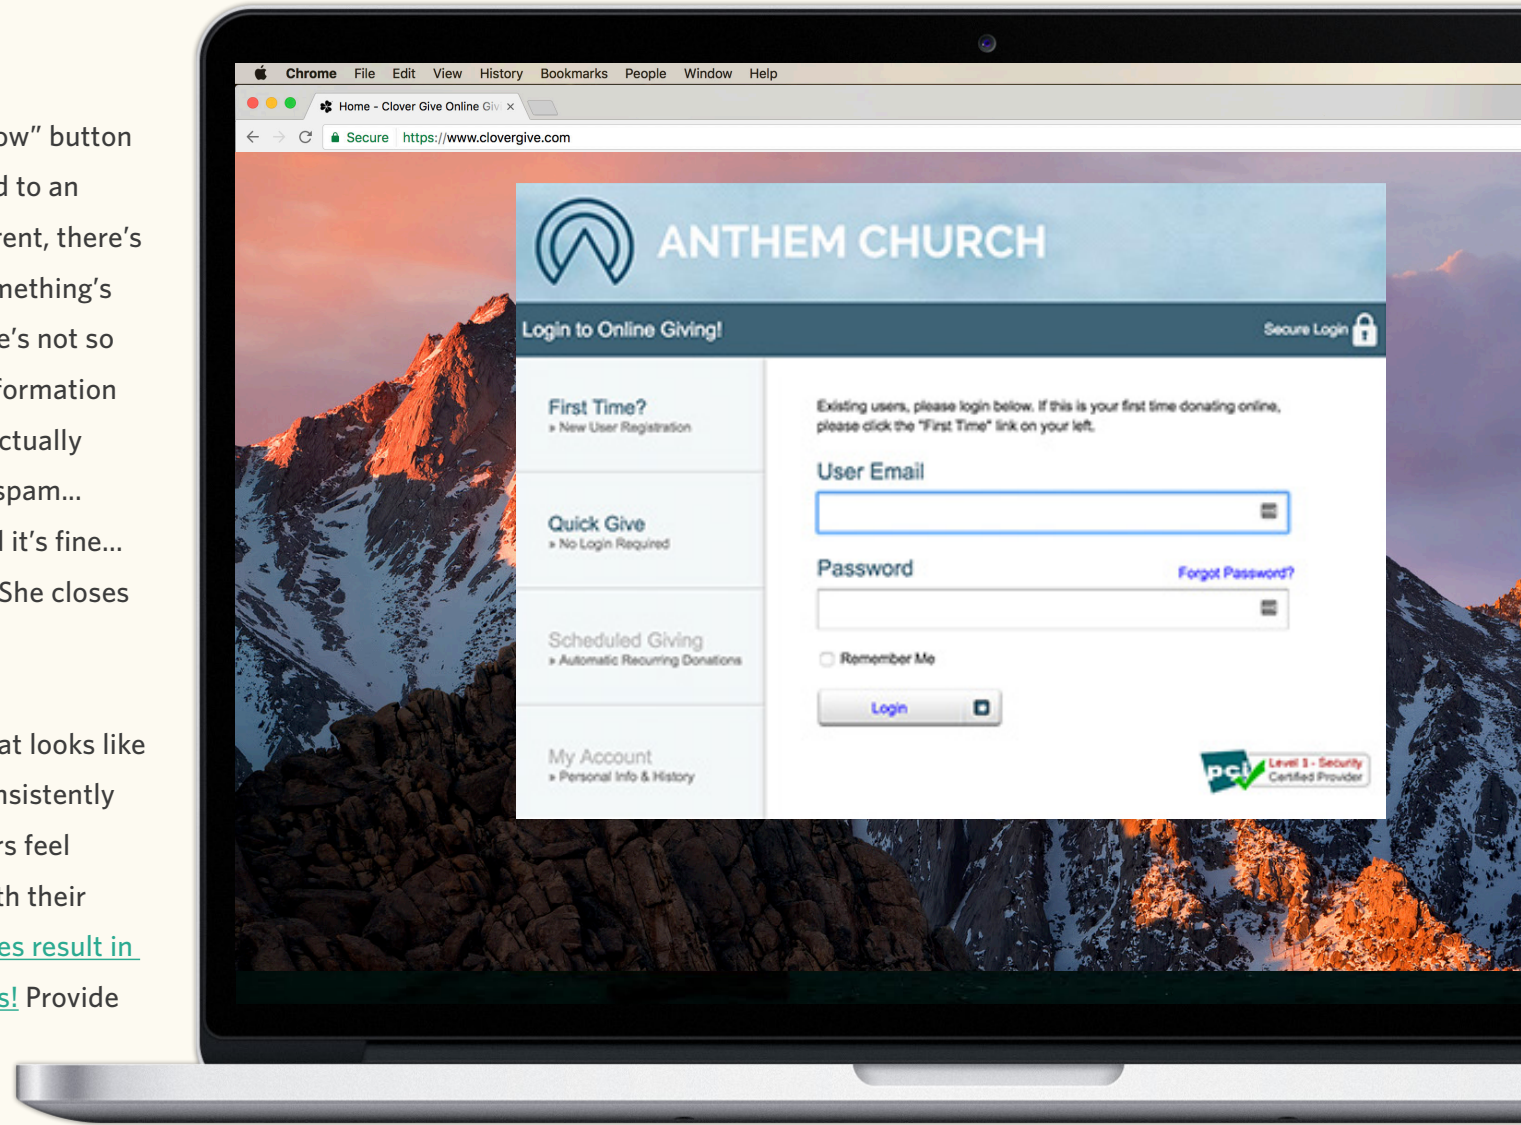 ow” button
d to an
rent, there’s
mething’s
e’s not so
formation
ctually
spam...
l it’s fine...
She closes
at looks like
nsistently
rs feel
th their
es result in
s! Provide
Chrome File Edit View History Bookmarks People Window Help
Home - Clover Give Online Giv
Secure https://www.clovergive.com
ANTHEM CHURCH
Login to Online Giving!
Secure Login
First Time?
» New User Registration
Quick Give
» No Login Required
Scheduled Giving
» Automatic Recurring Donations
My Account
» Personal Info & History
Existing users, please login below. If this is your first time donating online,
please click the "First Time" link on your left.
User Email
Password
Forgot Password?
Remember Me
Login
pci
Level 1 - Security
Certified Provider